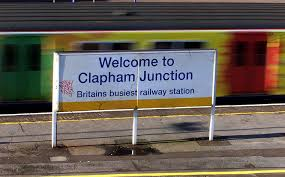 Welcome to
Clapham Junction
Britains busiest railway station